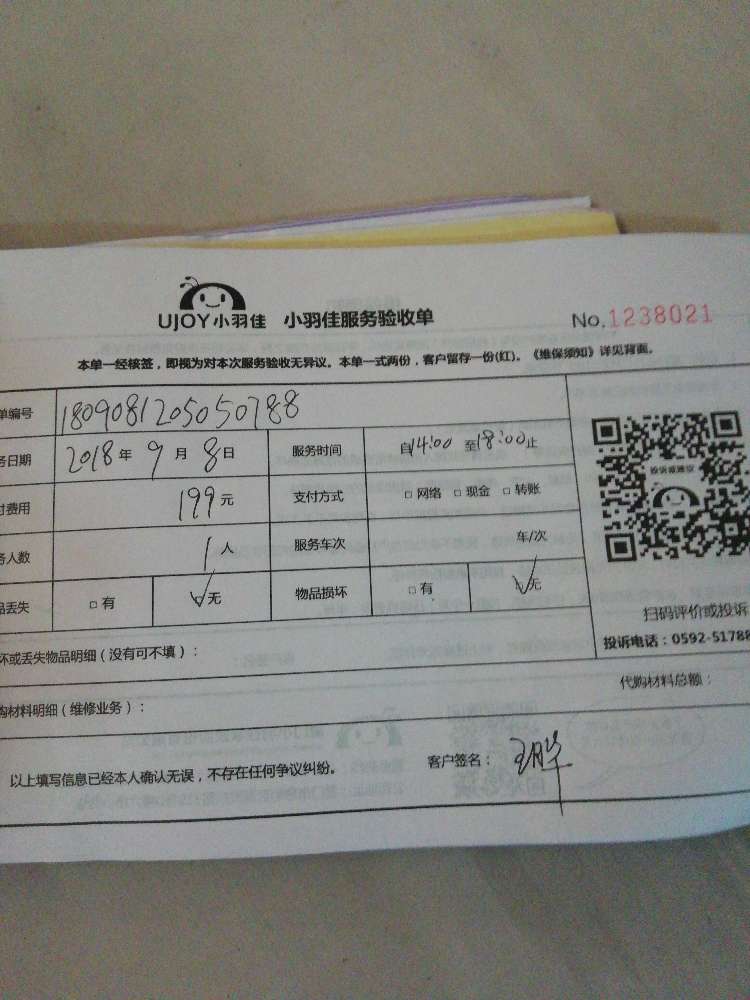 UJOY小羽佳 小羽佳服务验收单 No.1238021
本单一经核签，即视为对本次服务验收无异议。本单一式两份，客户留存一份(红)。《维保须知》详见背面。
单编号 1809081205050788
务日期 2018年9月8日 服务时间 自14:00 至18:00止
付费用 199元 支付方式 □网络 □现金 □转账
务人数 1人 服务车次 车/次
品丢失 □有 □无 物品损坏 □有 □无
投诉或建议
扫码评价或投诉
投诉电话：0592-51788
坏或丢失物品明细（没有可不填）：
代购材料总额：
购材料明细（维修业务）：
以上填写信息已经本人确认无误，不存在任何争议纠纷。 客户签名：